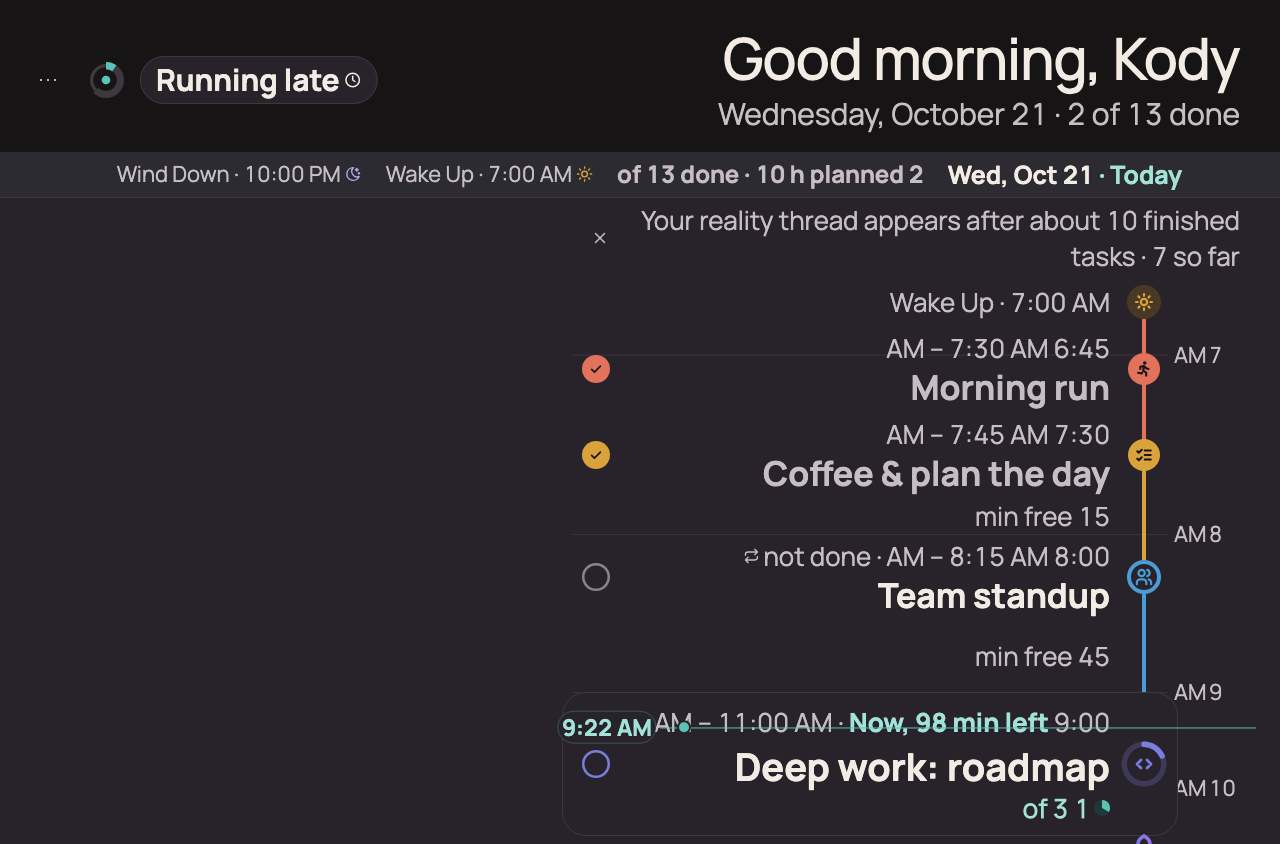 Good morning, Kody
Running late
Wednesday, October 21 · 2 of 13 done
Wind Down · 10:00 PM Wake Up · 7:00 AM of 13 done · 10 h planned 2 Wed, Oct 21 · Today
Your reality thread appears after about 10 finished
tasks · 7 so far
Wake Up · 7:00 AM
AM – 7:30 AM 6:45
AM 7
Morning run
AM – 7:45 AM 7:30
Coffee & plan the day
min free 15
AM 8
not done · AM – 8:15 AM 8:00
Team standup
min free 45
AM 9
AM – 11:00 AM · Now, 98 min left 9:00
9:22 AM
Deep work: roadmap
AM 10
of 3 1